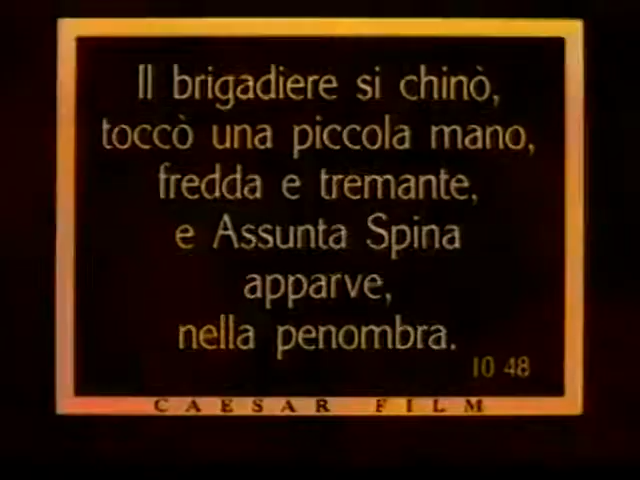 Il brigadiere si chinò,
toccò una piccola mano,
fredda e tremante,
e Assunta Spina
apparve,
nella penombra.
10 48
CAESAR FILM